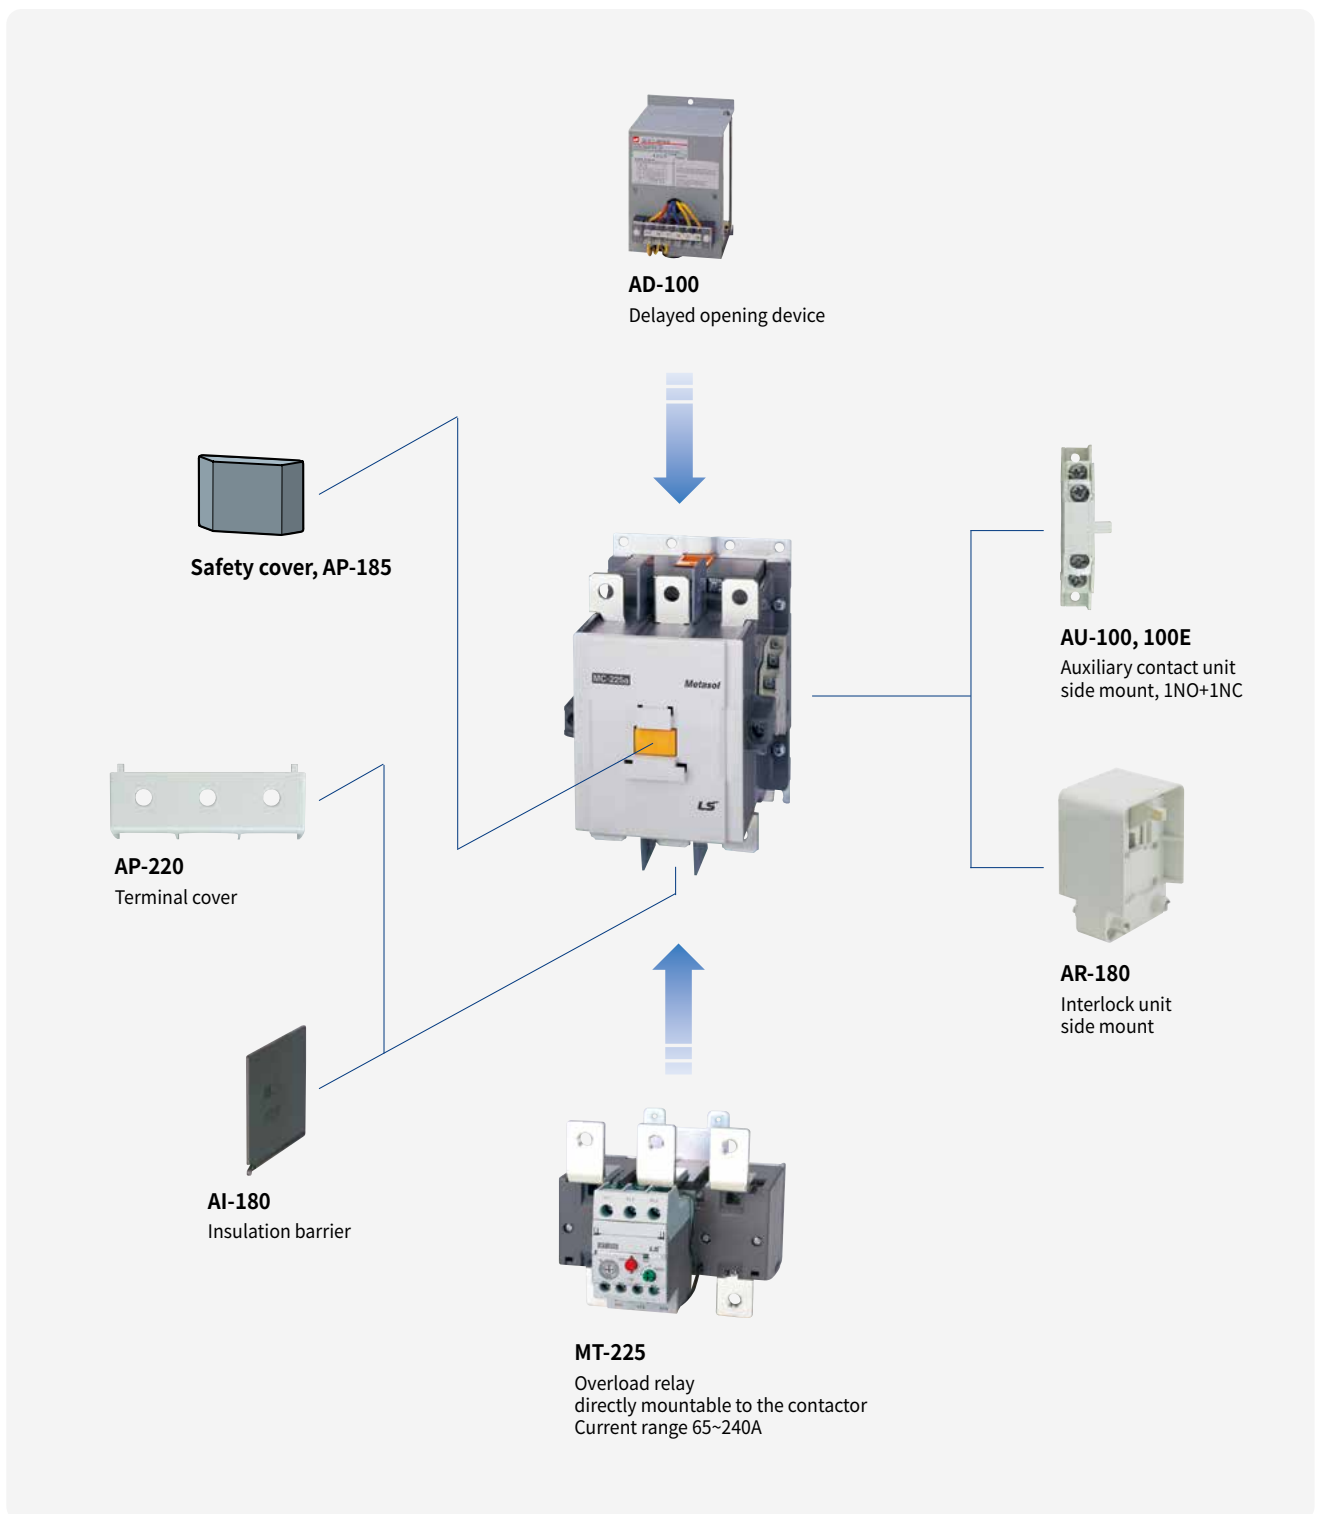 AD-100
Delayed opening device
Safety cover, AP-185
MC-225a
Metasol
LS
AU-100, 100E
Auxiliary contact unit
side mount, 1NO+1NC
AP-220
Terminal cover
AR-180
Interlock unit
side mount
AI-180
Insulation barrier
LS
MT-225
Overload relay
directly mountable to the contactor
Current range 65~240A